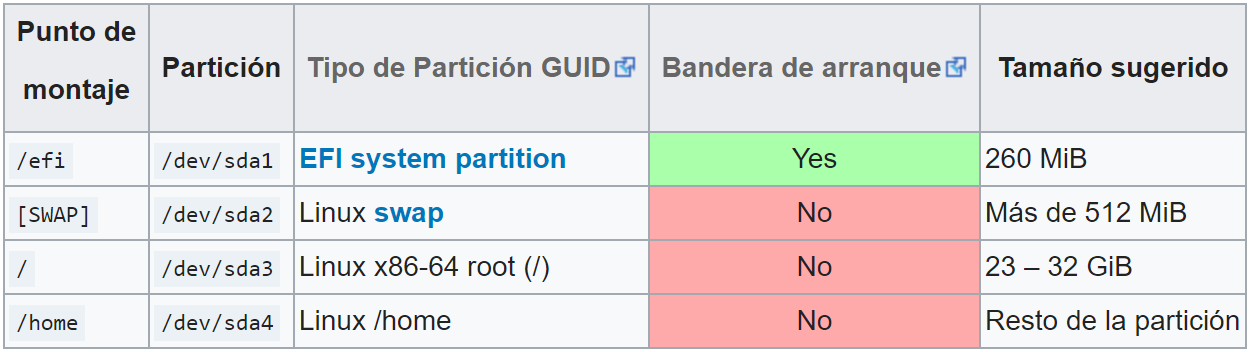 Punto de montaje Partición Tipo de Partición GUID Bandera de arranque Tamaño sugerido
/efi /dev/sda1 EFI system partition Yes 260 MiB
[SWAP] /dev/sda2 Linux swap No Más de 512 MiB
/ /dev/sda3 Linux x86-64 root (/) No 23 – 32 GiB
/home /dev/sda4 Linux /home No Resto de la partición